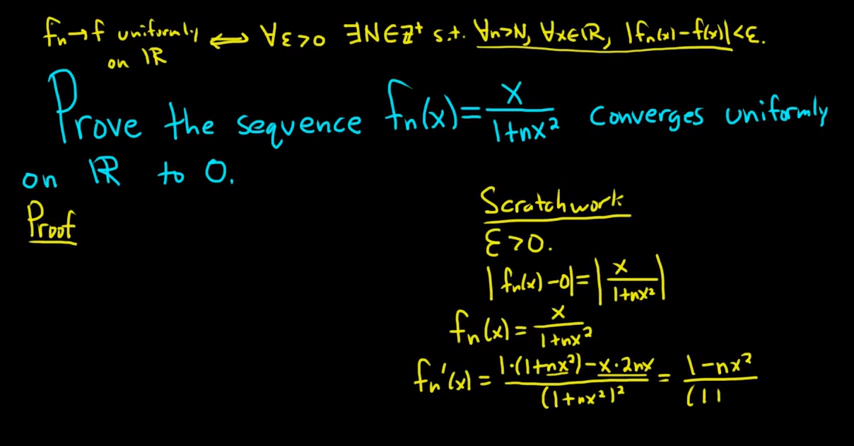 fₙ→f uniformly on ℝ ⟺ ∀ε>0 ∃N∈ℤ⁺ s.t. ∀n>N, ∀x∈ℝ, |fₙ(x)-f(x)|<ε.
Prove the sequence fₙ(x)=x/(1+nx²) converges uniformly
on ℝ to 0.
Proof
Scratchwork
ε>0.
|fₙ(x)-0|=|x/(1+nx²)|
fₙ(x)=x/(1+nx²)
fₙ'(x)=(1·(1+nx²)-x·2nx)/(1+nx²)²=(1-nx²)/(11